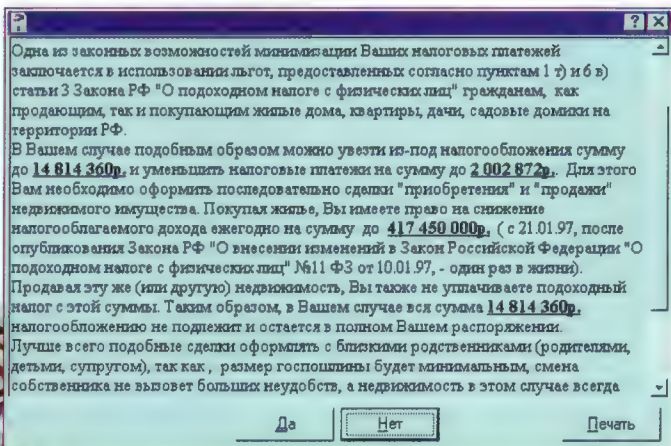 ? X
Одна из законных возможностей минимизации Ваших налоговых платежей
заключается в использовании льгот, предоставленных согласно пунктам 1 т) и 6 в)
статьи 3 Закона РФ "О подоходном налоге с физических лиц" гражданам, как
продающим, так и покупающим жилые дома, квартиры, дачи, садовые домики на
территории РФ.
В Вашем случае подобным образом можно увезти из-под налогообложения сумму
до 14 814 360р. и уменьшить налоговые платежи на сумму до 2 002 872р.. Для этого
Вам необходимо оформить последовательно сделки "приобретения" и "продажи"
недвижимого имущества. Покупая жилье, Вы имеете право на снижение
налогооблагаемого дохода ежегодно на сумму до 417 450 000р. ( с 21.01.97, после
опубликования Закона РФ "О внесении изменений в Закон Российской Федерации "О
подоходном налоге с физических лиц" №11 ФЗ от 10.01.97, - один раз в жизни).
Продавая эту же (или другую) недвижимость, Вы также не уплачиваете подоходный
налог с этой суммы. Таким образом, в Вашем случае вся сумма 14 814 360р.
налогообложению не подлежит и остается в полном Вашем распоряжении.
Лучше всего подобные сделки оформлять с близкими родственниками (родителями,
детьми, супругом), так как , размер госпошлины будет минимальным, смена
собственника не вызовет больших неудобств, а недвижимость в этом случае всегда
Да Нет Печать